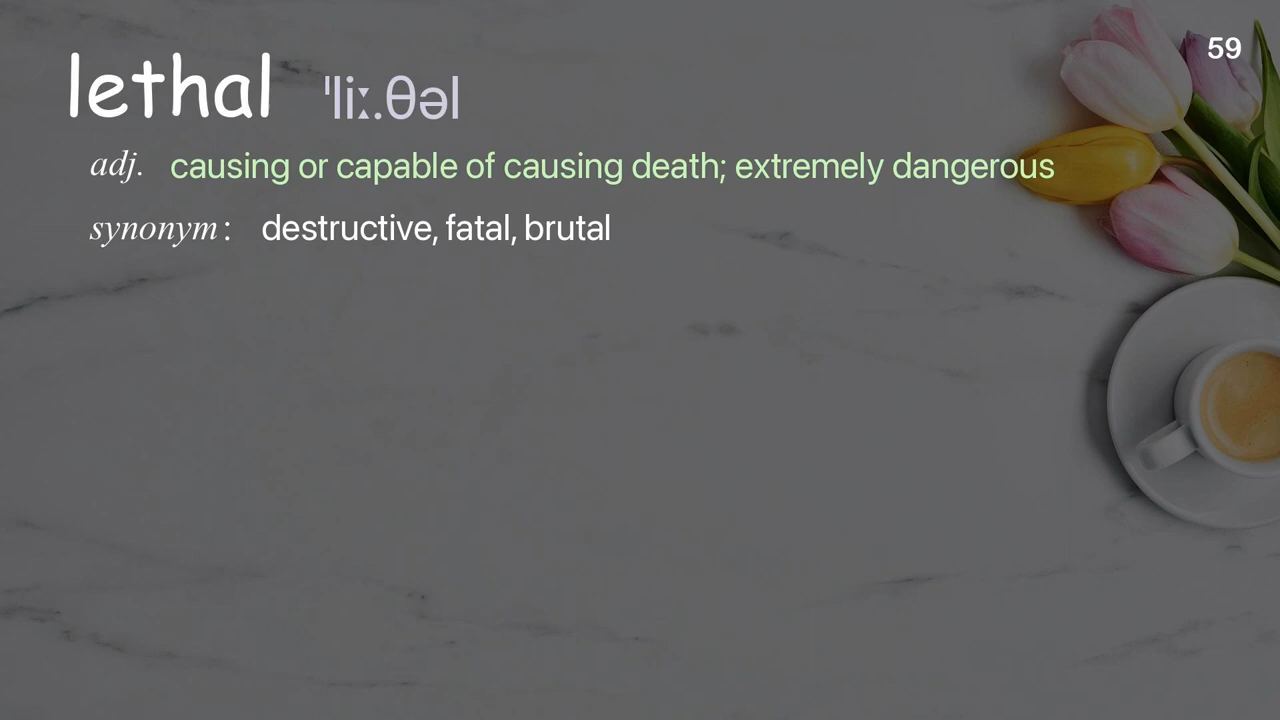 59
lethal ˈliː.θəl
adj. causing or capable of causing death; extremely dangerous
synonym: destructive, fatal, brutal